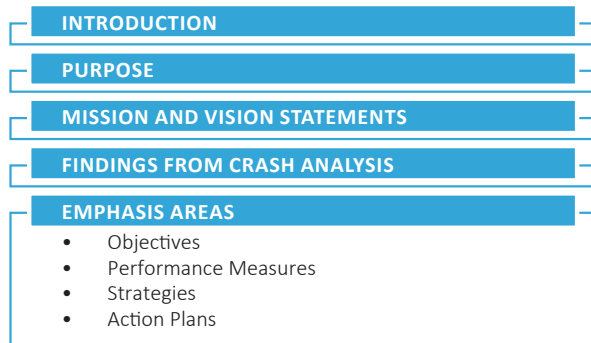 INTRODUCTION
PURPOSE
MISSION AND VISION STATEMENTS
FINDINGS FROM CRASH ANALYSIS
EMPHASIS AREAS
• Objectives
• Performance Measures
• Strategies
• Action Plans